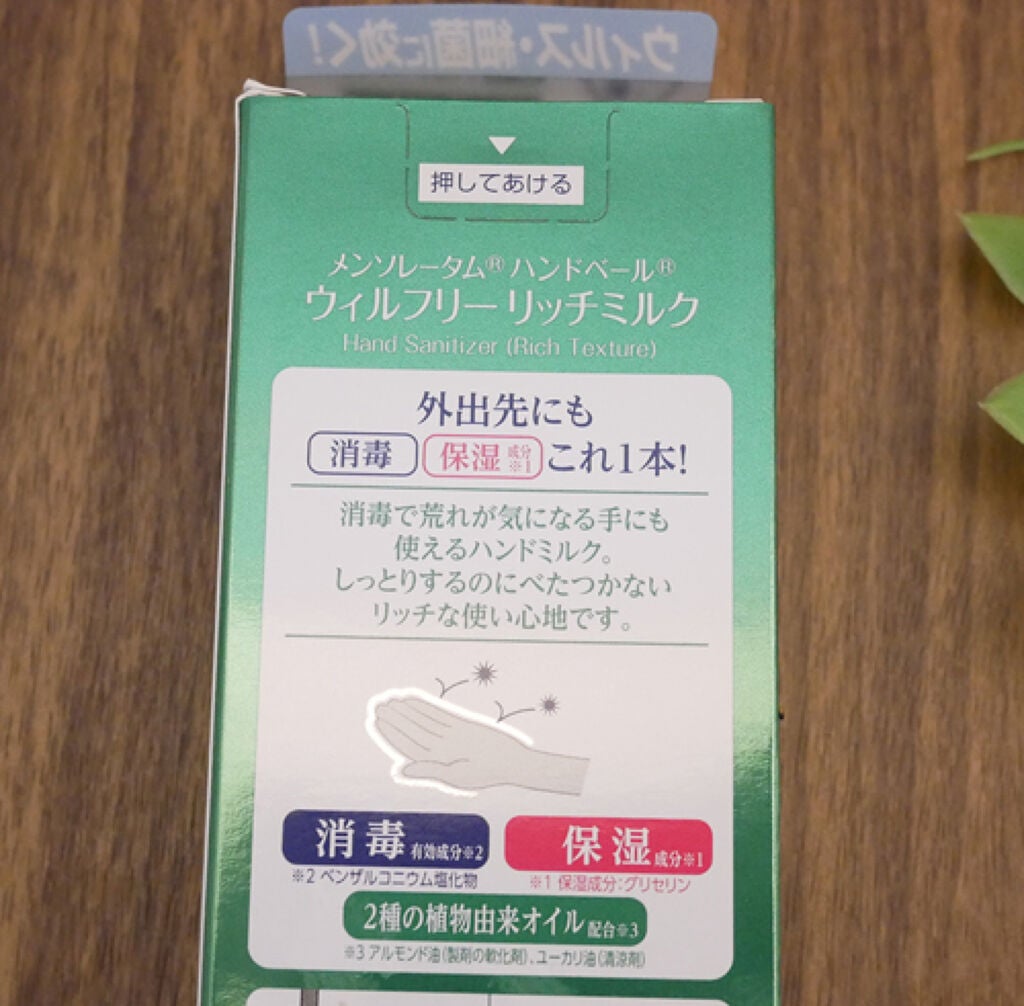 ウィルス・細菌に効く!
押してあける
メンソレータム® ハンドベール®
ウィルフリー リッチミルク
Hand Sanitizer (Rich Texture)
外出先にも
消毒 保湿 成分※1 これ1本!
消毒で荒れが気になる手にも
使えるハンドミルク。
しっとりするのにべたつかない
リッチな使い心地です。
消毒 有効成分※2 保湿 成分※1
※2 ベンザルコニウム塩化物 ※1 保湿成分:グリセリン
2種の植物由来オイル 配合※3
※3 アルモンド油(製剤の軟化剤)、ユーカリ油(清涼剤)